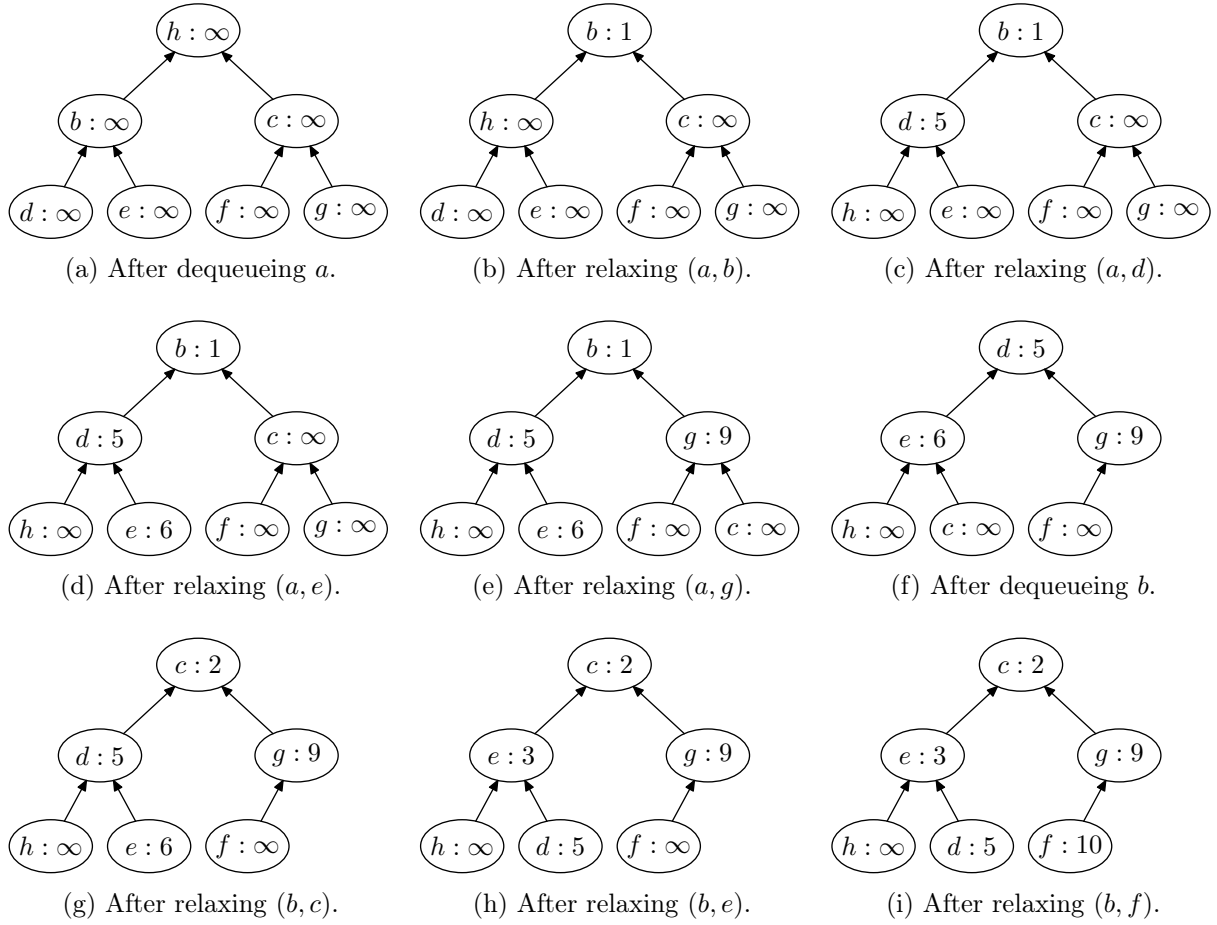 h : ∞ b : 1 b : 1
b : ∞ c : ∞ h : ∞ c : ∞ d : 5 c : ∞
d : ∞ e : ∞ f : ∞ g : ∞ d : ∞ e : ∞ f : ∞ g : ∞ h : ∞ e : ∞ f : ∞ g : ∞
(a) After dequeueing a. (b) After relaxing (a, b). (c) After relaxing (a, d).
b : 1 b : 1 d : 5
d : 5 c : ∞ d : 5 g : 9 e : 6 g : 9
h : ∞ e : 6 f : ∞ g : ∞ h : ∞ e : 6 f : ∞ c : ∞ h : ∞ c : ∞ f : ∞
(d) After relaxing (a, e). (e) After relaxing (a, g). (f) After dequeueing b.
c : 2 c : 2 c : 2
d : 5 g : 9 e : 3 g : 9 e : 3 g : 9
h : ∞ e : 6 f : ∞ h : ∞ d : 5 f : ∞ h : ∞ d : 5 f : 10
(g) After relaxing (b, c). (h) After relaxing (b, e). (i) After relaxing (b, f).